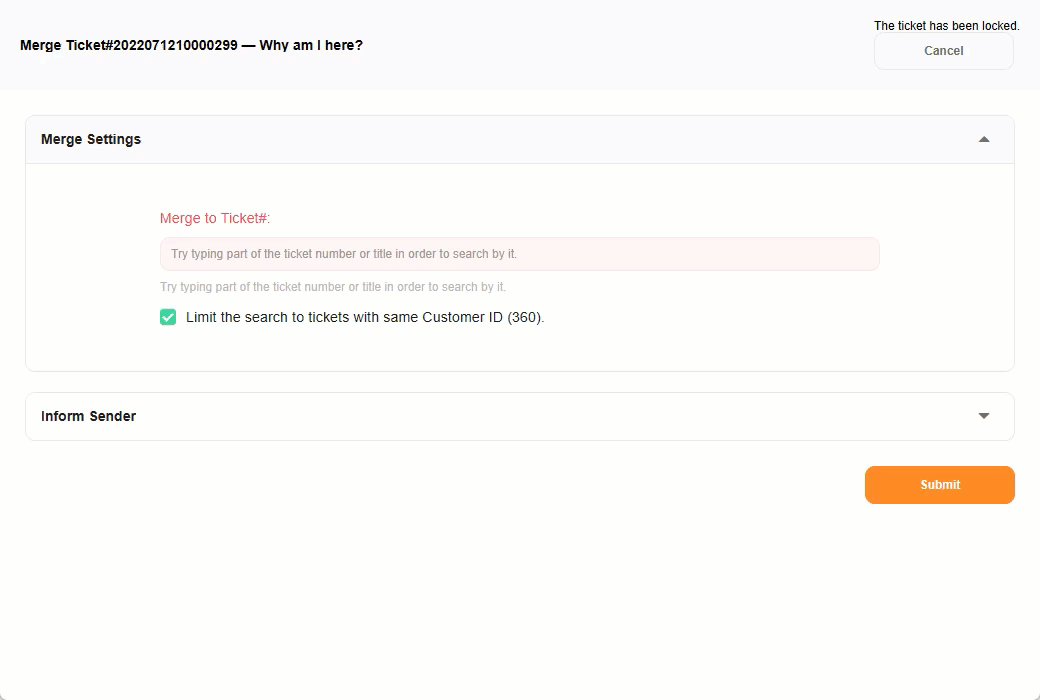 The ticket has been locked.
Merge Ticket#2022071210000299 — Why am I here?
Cancel
Merge Settings
Merge to Ticket#:
Try typing part of the ticket number or title in order to search by it.
Try typing part of the ticket number or title in order to search by it.
Limit the search to tickets with same Customer ID (360).
Inform Sender
Submit